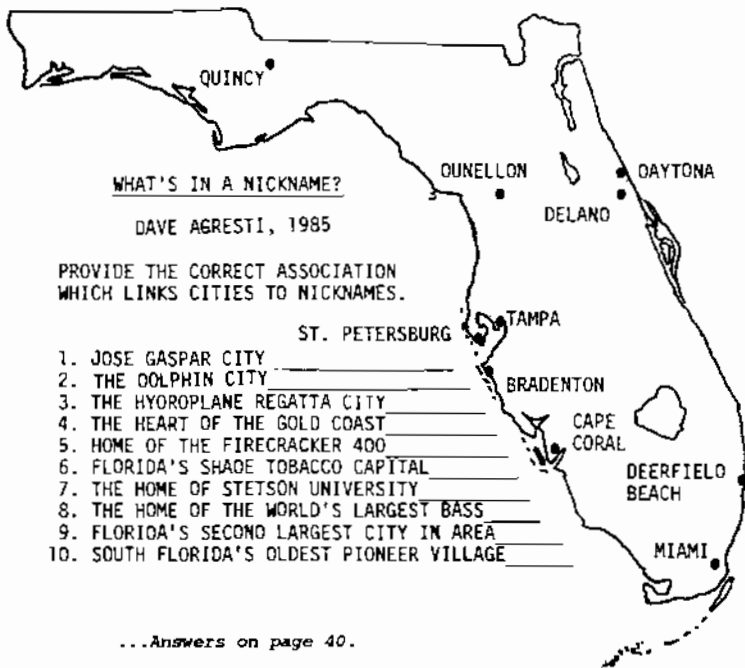 QUINCY
WHAT'S IN A NICKNAME?
DAVE AGRESTI, 1985
OUNELLON
DAYTONA
DELANO
PROVIDE THE CORRECT ASSOCIATION
WHICH LINKS CITIES TO NICKNAMES.
ST. PETERSBURG
TAMPA
BRADENTON
CAPE
CORAL
DEERFIELD
BEACH
MIAMI
1. JOSE GASPAR CITY
2. THE DOLPHIN CITY
3. THE HYOROPLANE REGATTA CITY
4. THE HEART OF THE GOLD COAST
5. HOME OF THE FIRECRACKER 400
6. FLORIDA'S SHADE TOBACCO CAPITAL
7. THE HOME OF STETSON UNIVERSITY
8. THE HOME OF THE WORLD'S LARGEST BASS
9. FLORIDA'S SECOND LARGEST CITY IN AREA
10. SOUTH FLORIDA'S OLDEST PIONEER VILLAGE
...Answers on page 40.